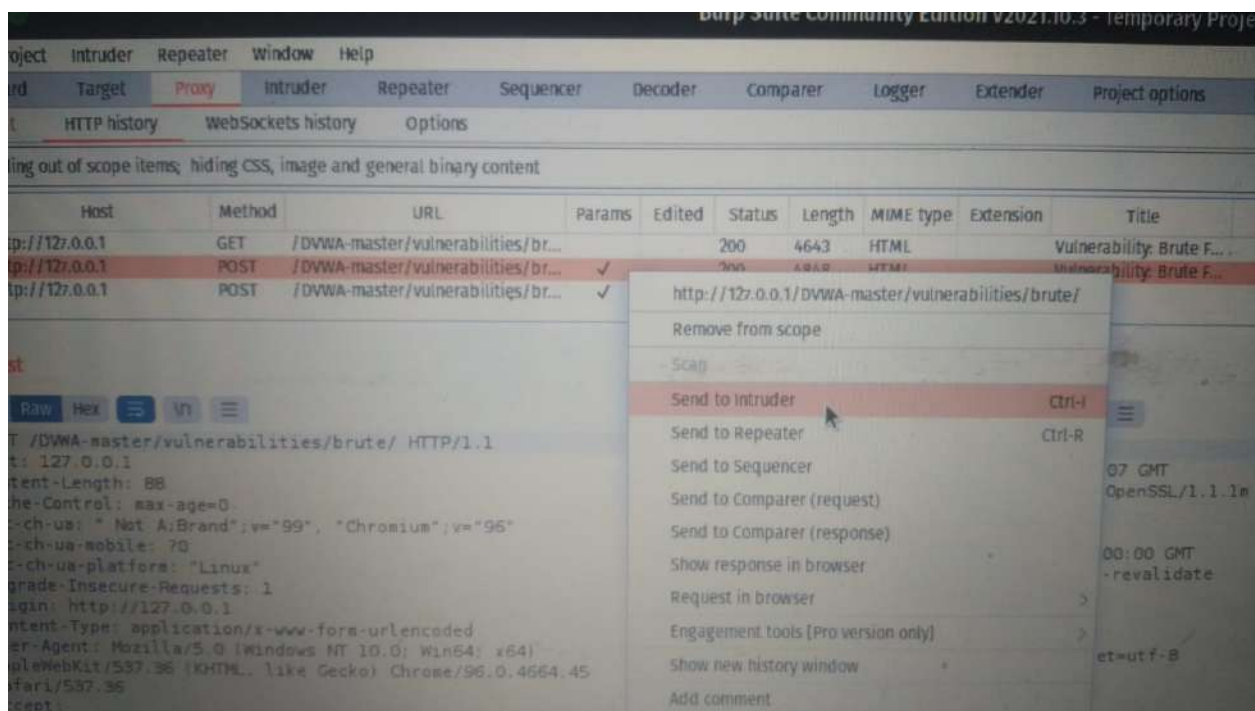 Burp Suite Community Edition v2021.10.3 - Temporary Proje
oject Intruder Repeater Window Help
rd Target Proxy Intruder Repeater Sequencer Decoder Comparer Logger Extender Project options
t HTTP history WebSockets history Options
ing out of scope items; hiding CSS, image and general binary content
Host Method URL Params Edited Status Length MIME type Extension Title
tp://127.0.0.1 GET /DVWA-master/vulnerabilities/br... 200 4643 HTML Vulnerability: Brute F...
tp://127.0.0.1 POST /DVWA-master/vulnerabilities/br... ✓ 200 HTML Vulnerability: Brute F...
tp://127.0.0.1 POST /DVWA-master/vulnerabilities/br... ✓
http://127.0.0.1/DVWA-master/vulnerabilities/brute/
Remove from scope
Scan
Send to Intruder Ctrl-I
Send to Repeater Ctrl-R
Send to Sequencer
Send to Comparer (request)
Send to Comparer (response)
Show response in browser
Request in browser >
Engagement tools [Pro version only] >
Show new history window
Add comment
st
Raw Hex \n
T /DVWA-master/vulnerabilities/brute/ HTTP/1.1
t: 127.0.0.1
tent-Length: 88
he-Control: max-age=0
-ch-ua: " Not A;Brand";v="99", "Chromium";v="96"
-ch-ua-mobile: ?0
-ch-ua-platform: "Linux"
grade-Insecure-Requests: 1
igin: http://127.0.0.1
ntent-Type: application/x-www-form-urlencoded
er-Agent: Mozilla/5.0 (Windows NT 10.0; Win64; x64)
pleWebKit/537.36 (KHTML, like Gecko) Chrome/96.0.4664.45
fari/537.36
cept:
07 GMT
OpenSSL/1.1.1m
00:00 GMT
-revalidate
et=utf-8